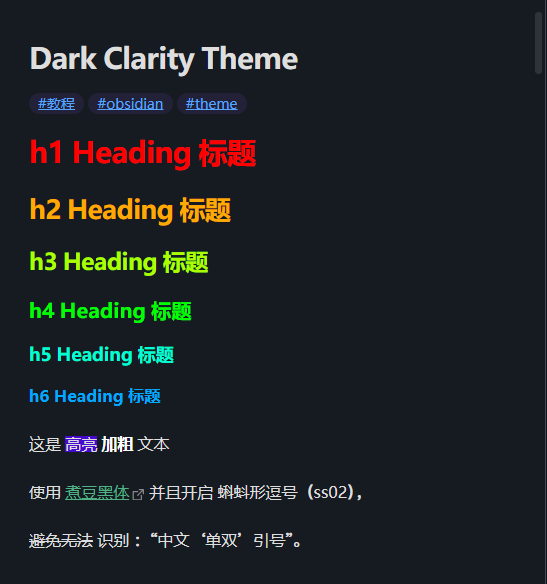 Dark Clarity Theme
#教程 #obsidian #theme
h1 Heading 标题
h2 Heading 标题
h3 Heading 标题
h4 Heading 标题
h5 Heading 标题
h6 Heading 标题
这是 高亮 加粗 文本
使用 煮豆黑体 并且开启 蝌蚪形逗号（ss02），
避免无法 识别：“中文‘单双’引号”。